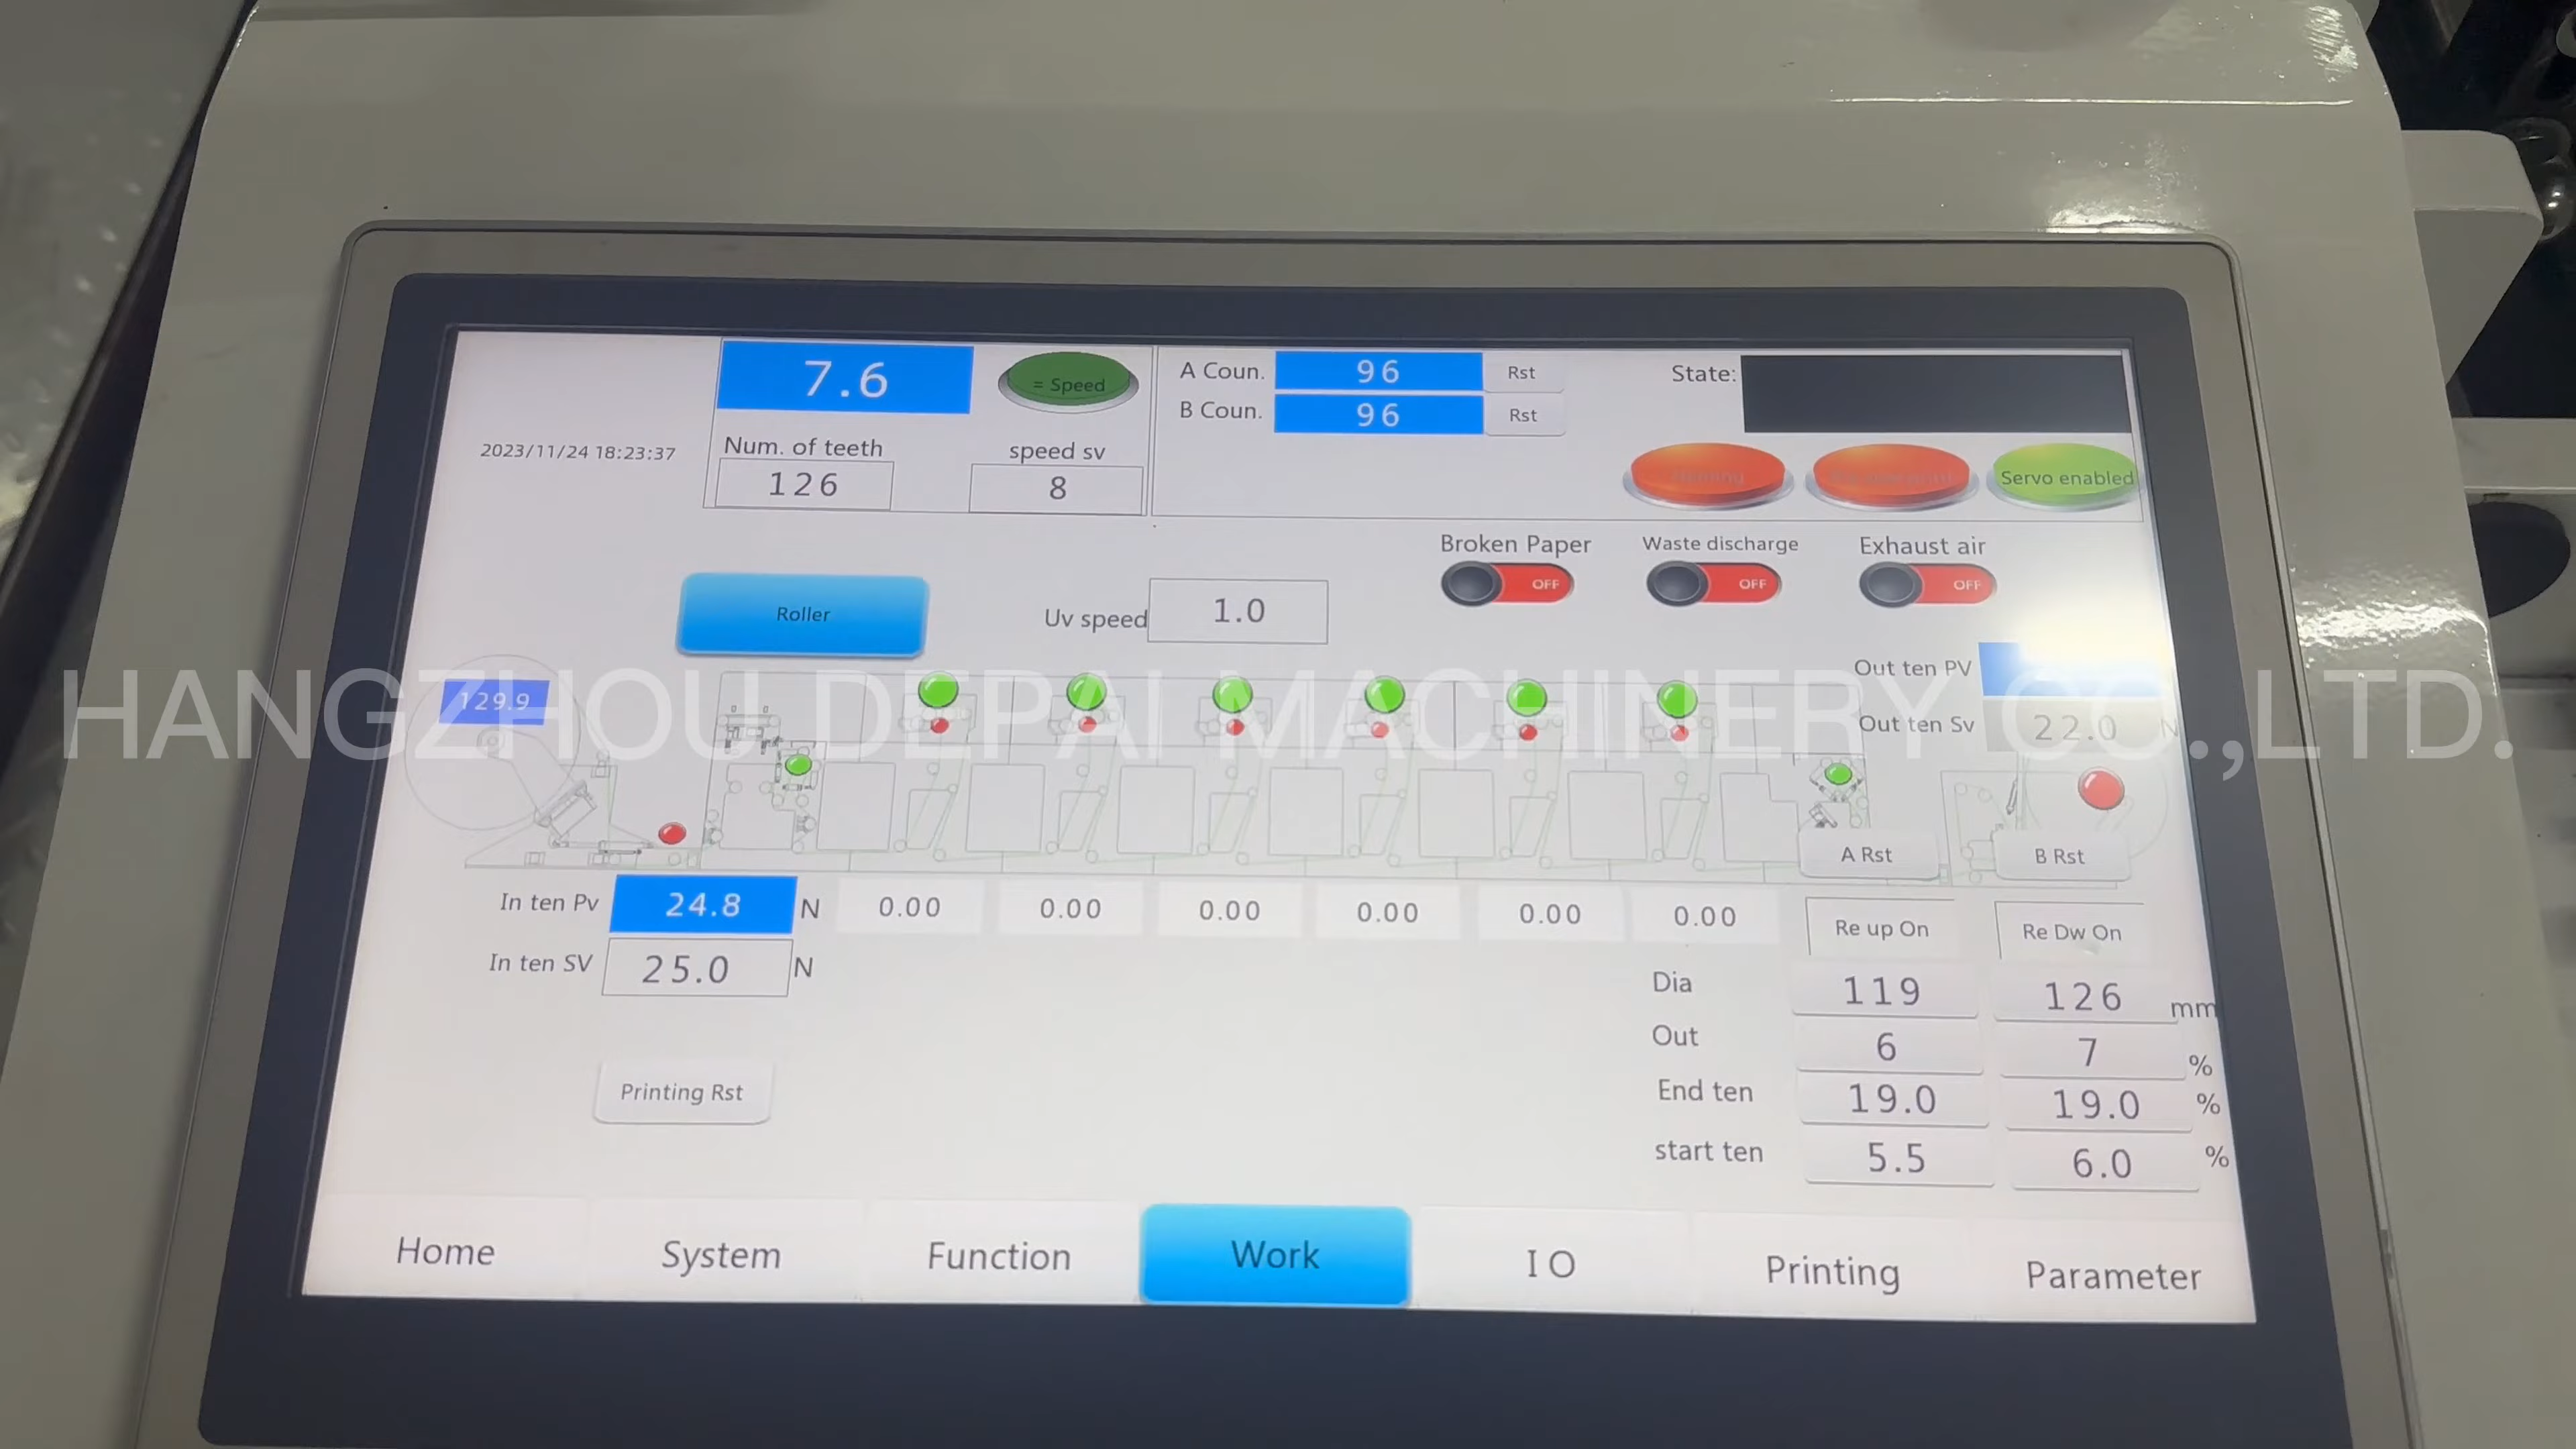 7.6
= Speed
A Coun. 96 Rst
B Coun. 96 Rst
State:
2023/11/24 18:23:37
Num. of teeth
126
speed sv
8
Servo enabled
Broken Paper
OFF
Waste discharge
OFF
Exhaust air
OFF
Roller
Uv speed 1.0
Out ten PV
129.9
HANGZHOU DEPAI MACHINERY CO.,LTD.
Out ten Sv 22.0 N
A Rst
B Rst
In ten Pv 24.8 N
0.00 0.00 0.00 0.00 0.00 0.00
Re up On
Re Dw On
In ten SV 25.0 N
Dia 119 126 mm
Out 6 7 %
End ten 19.0 19.0 %
start ten 5.5 6.0 %
Printing Rst
Home System Function Work I O Printing Parameter